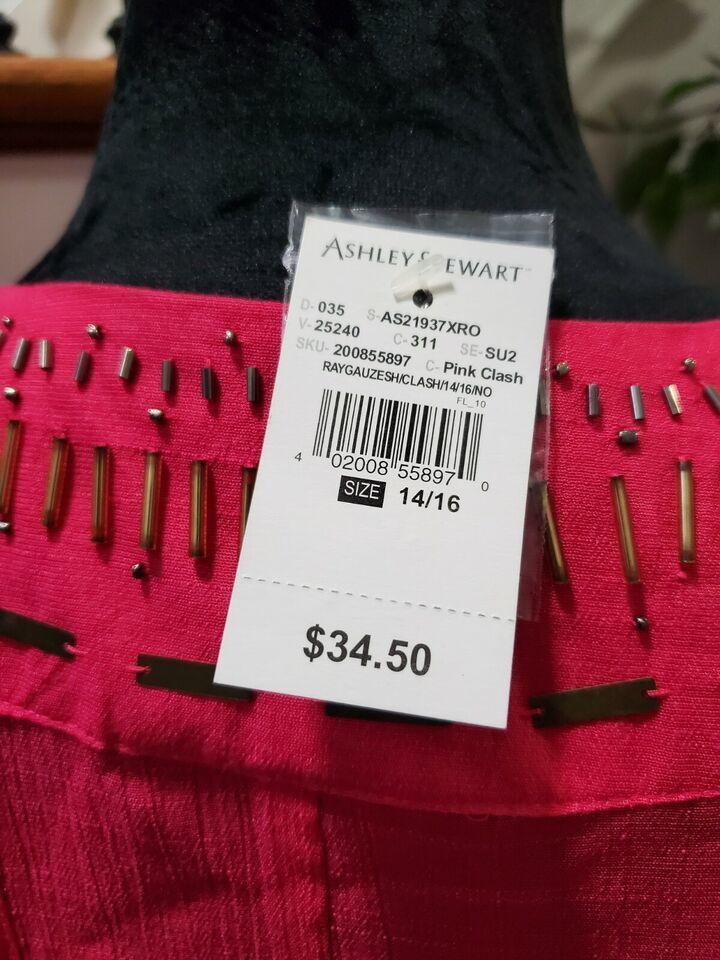 ASHLEY STEWART™
D- 035 S- AS21937XRO
V- 25240 C- 311 SE- SU2
SKU- 200855897 C- Pink Clash
RAYGAUZESH/CLASH/14/16/NO
FL_10
4 02008 55897 0
SIZE 14/16
$34.50